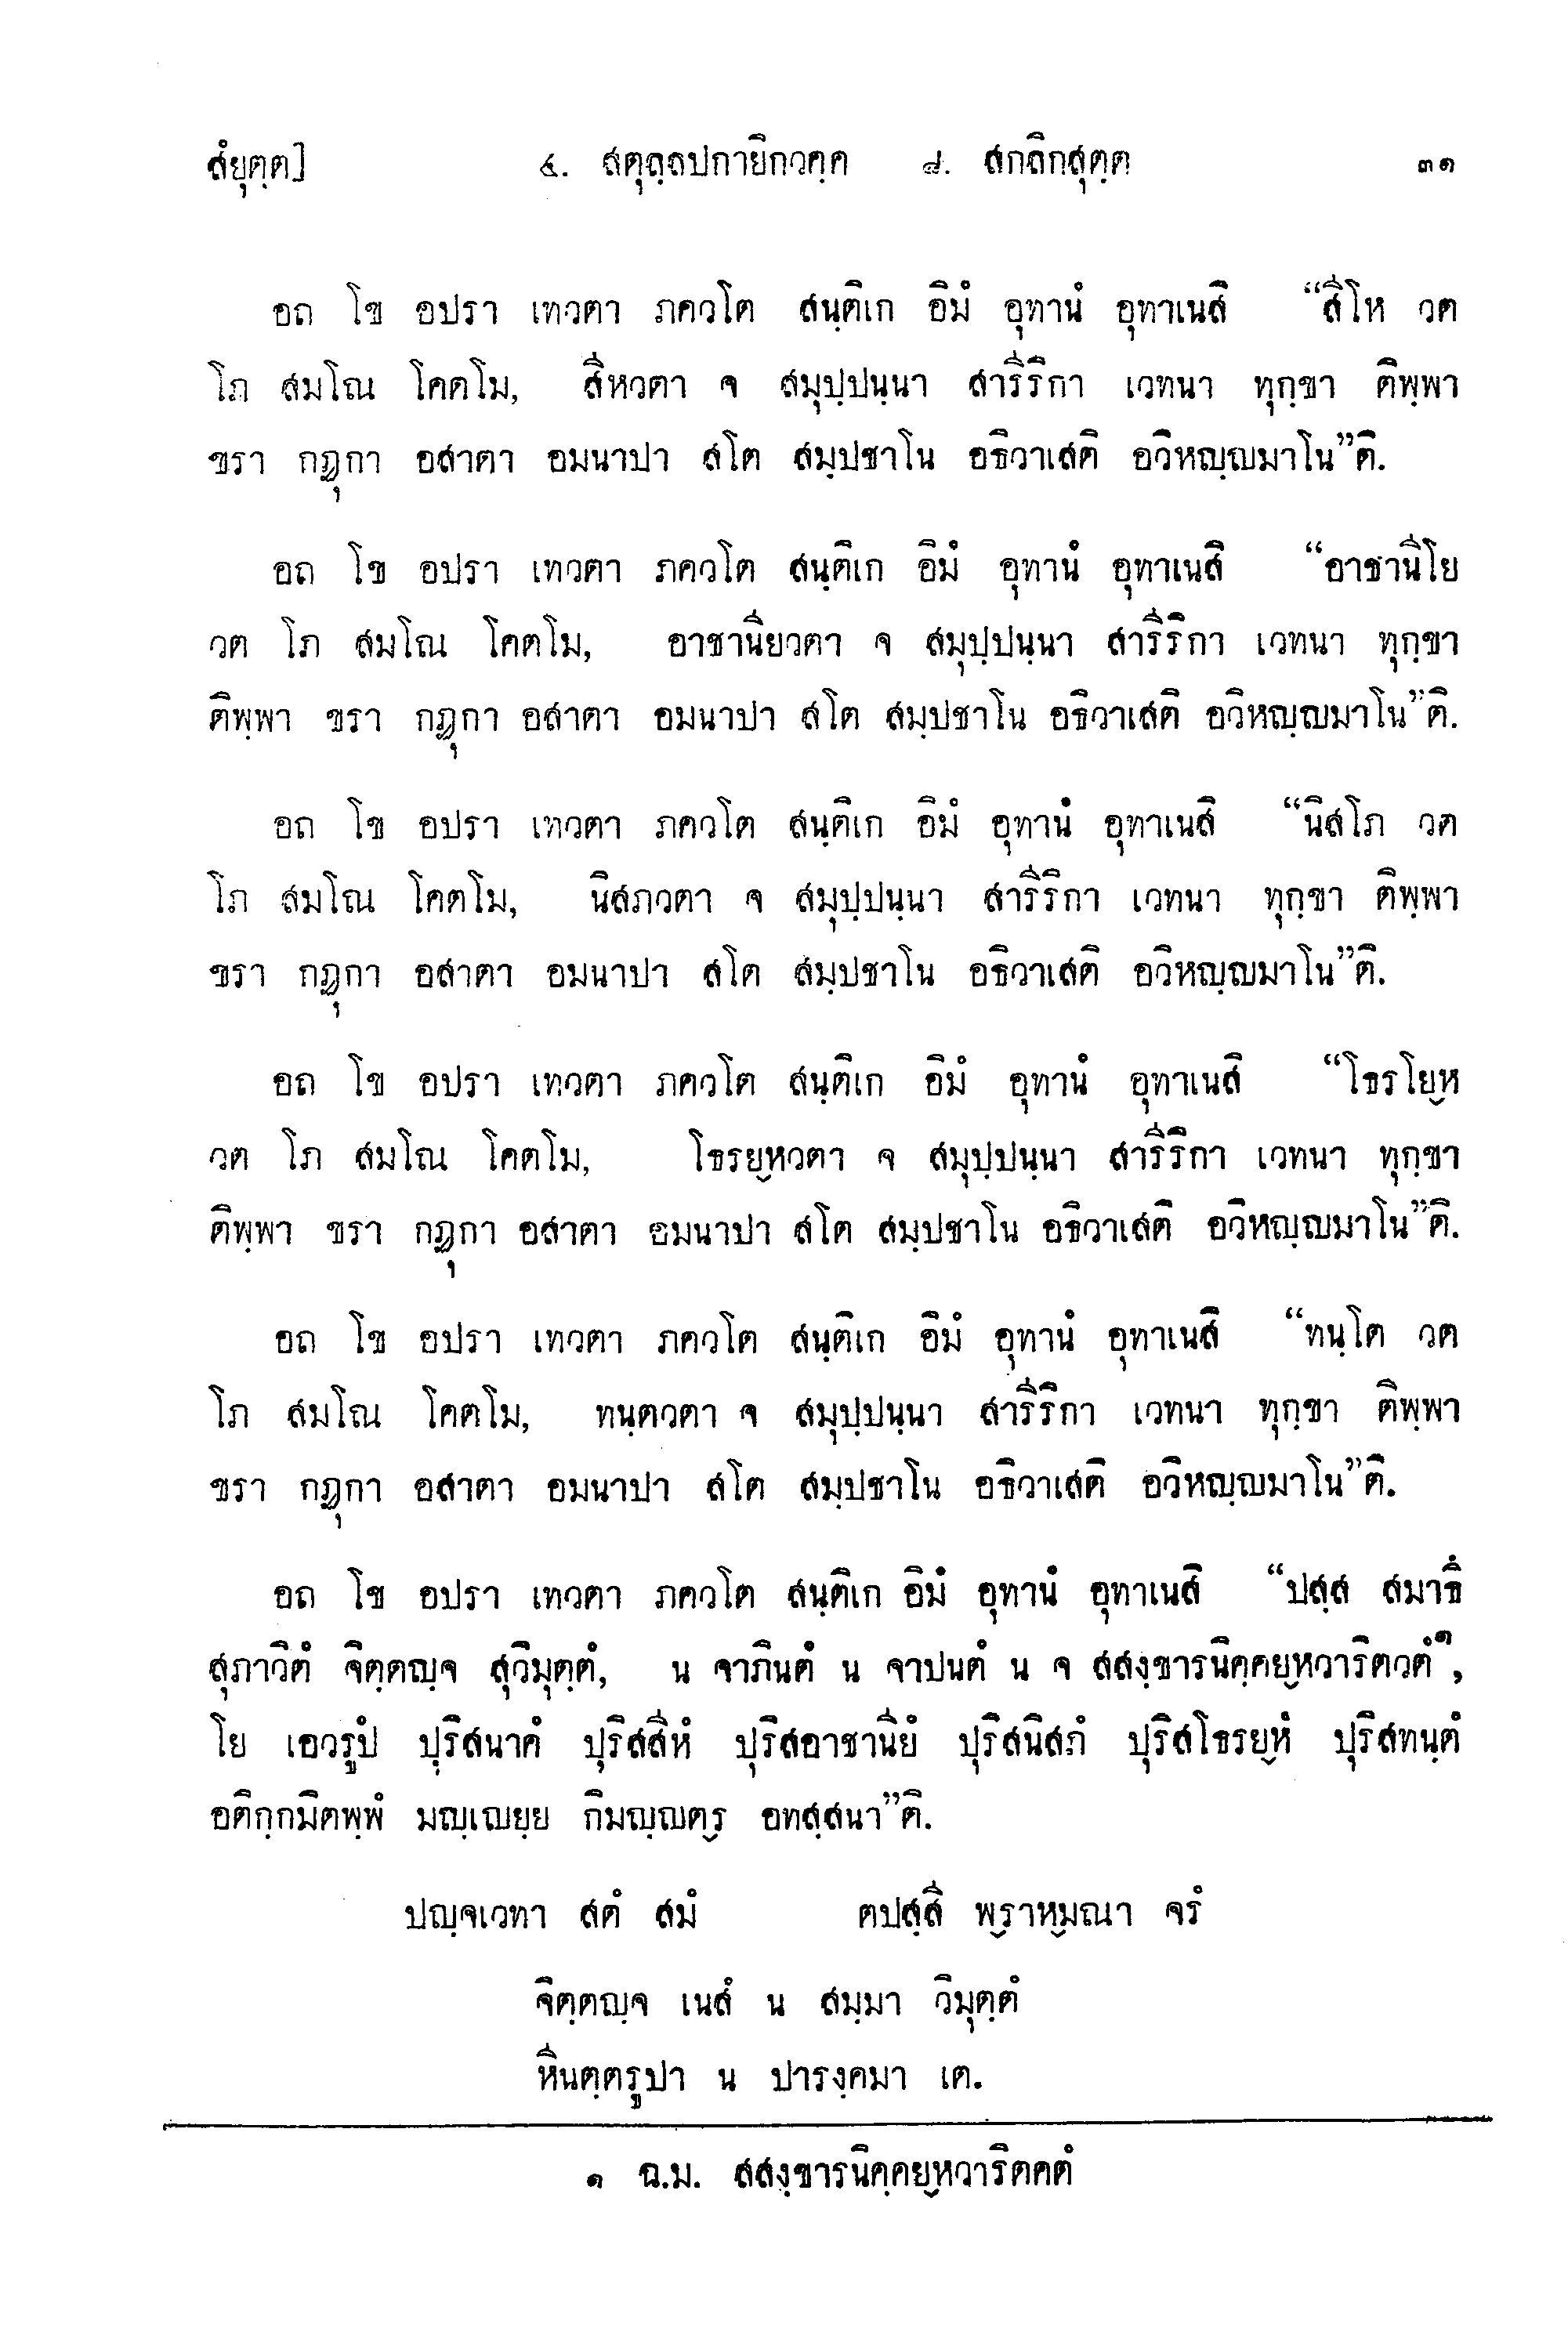 สํยุตฺต]	๔. สตุลฺลปกายิกวคฺค	๘. สกลิกสุตฺต	๓๑
อถ โข อปรา เทวตา ภควโต สนฺติเก อิมํ อุทานํ อุทาเนสิ “สีโห วต
โภ สมโณ โคตโม, สีหวตา จ สมุปฺปนฺนา สารีริกา เวทนา ทุกฺขา ติพฺพา
ขรา กฏุกา อสาตา อมนาปา สโต สมฺปชาโน อธิวาเสติ อวิหญฺญมาโน”ติ.
อถ โข อปรา เทวตา ภควโต สนฺติเก อิมํ อุทานํ อุทาเนสิ “อาชานีโย
วต โภ สมโณ โคตโม, อาชานียวตา จ สมุปฺปนฺนา สารีริกา เวทนา ทุกฺขา
ติพฺพา ขรา กฏุกา อสาตา อมนาปา สโต สมฺปชาโน อธิวาเสติ อวิหญฺญมาโน”ติ.
อถ โข อปรา เทวตา ภควโต สนฺติเก อิมํ อุทานํ อุทาเนสิ “นิสโภ วต
โภ สมโณ โคตโม, นิสภวตา จ สมุปฺปนฺนา สารีริกา เวทนา ทุกฺขา ติพฺพา
ขรา กฏุกา อสาตา อมนาปา สโต สมฺปชาโน อธิวาเสติ อวิหญฺญมาโน”ติ.
อถ โข อปรา เทวตา ภควโต สนฺติเก อิมํ อุทานํ อุทาเนสิ “โธรโยฺห
วต โภ สมโณ โคตโม, โธรยฺหวตา จ สมุปฺปนฺนา สารีริกา เวทนา ทุกฺขา
ติพฺพา ขรา กฏุกา อสาตา อมนาปา สโต สมฺปชาโน อธิวาเสติ อวิหญฺญมาโน”ติ.
อถ โข อปรา เทวตา ภควโต สนฺติเก อิมํ อุทานํ อุทาเนสิ “ทนฺโต วต
โภ สมโณ โคตโม, ทนฺตวตา จ สมุปฺปนฺนา สารีริกา เวทนา ทุกฺขา ติพฺพา
ขรา กฏุกา อสาตา อมนาปา สโต สมฺปชาโน อธิวาเสติ อวิหญฺญมาโน”ติ.
อถ โข อปรา เทวตา ภควโต สนฺติเก อิมํ อุทานํ อุทาเนสิ “ปสฺส สมาธึ
สุภาวิตํ จิตฺตญฺจ สุวิมุตฺตํ, น จาภินตํ น จาปนตํ น จ สสงฺขารนิคฺคยฺหวาริตวตํ๑,
โย เอวรูปํ ปุริสนาคํ ปุริสสีหํ ปุริสอาชานียํ ปุริสนิสภํ ปุริสโธรยฺหํ ปุริสทนฺตํ
อติกฺกมิตพฺพํ มญฺเญยฺย กิมญฺญตฺร อทสฺสนา”ติ.
ปญฺจเวทา สตํ สมํ	ตปสฺสี พฺราหฺมณา จรํ
จิตฺตญฺจ เนสํ น สมฺมา วิมุตฺตํ
หีนตฺตรูปา น ปารงฺคมา เต.
๑ ฉ.ม. สสงฺขารนิคฺคยฺหวาริตคตํ